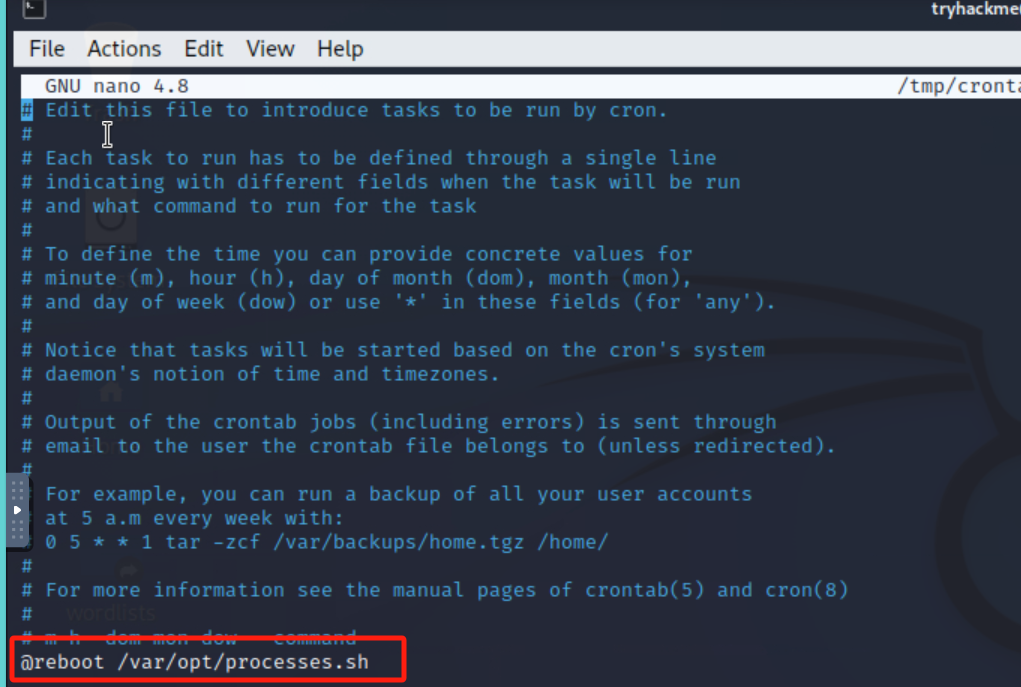 tryhackme
File Actions Edit View Help
GNU nano 4.8 /tmp/cronta
# Edit this file to introduce tasks to be run by cron.
#
# Each task to run has to be defined through a single line
# indicating with different fields when the task will be run
# and what command to run for the task
#
# To define the time you can provide concrete values for
# minute (m), hour (h), day of month (dom), month (mon),
# and day of week (dow) or use '*' in these fields (for 'any').
#
# Notice that tasks will be started based on the cron's system
# daemon's notion of time and timezones.
#
# Output of the crontab jobs (including errors) is sent through
# email to the user the crontab file belongs to (unless redirected).
#
For example, you can run a backup of all your user accounts
at 5 a.m every week with:
0 5 * * 1 tar -zcf /var/backups/home.tgz /home/
#
# For more information see the manual pages of crontab(5) and cron(8)
#
wordlists
# m h dom mon dow command
@reboot /var/opt/processes.sh